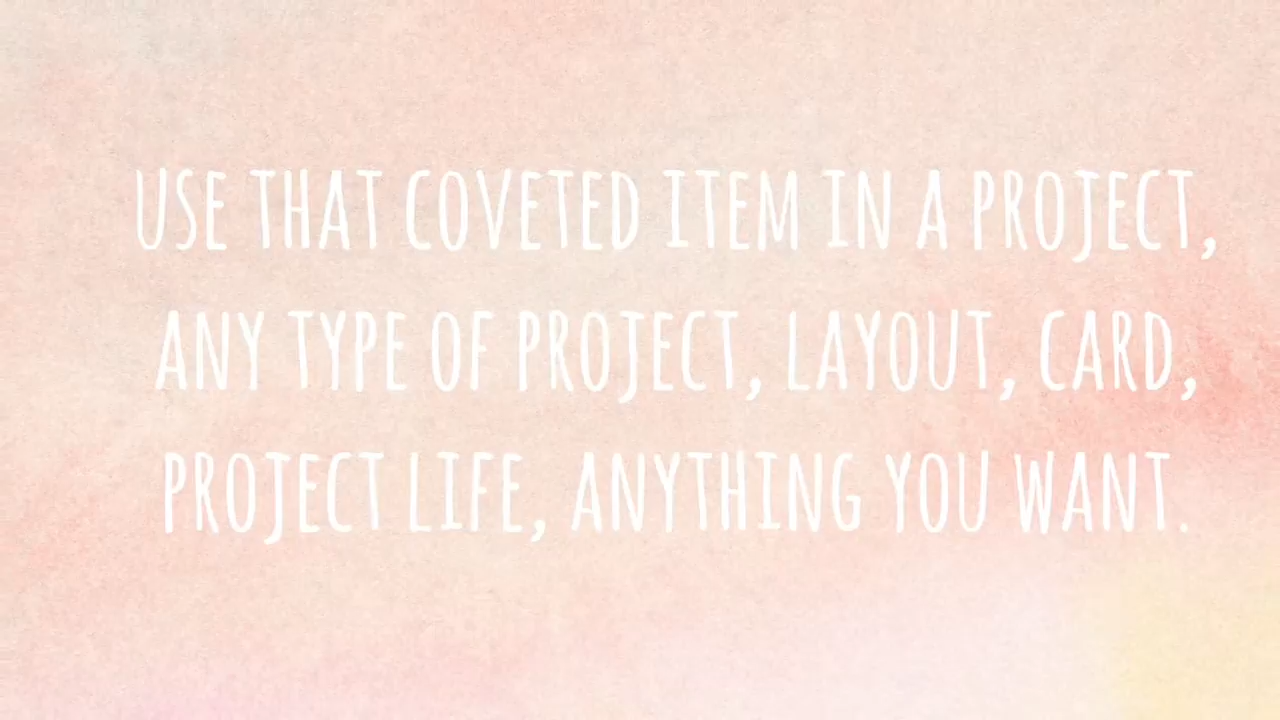 USE THAT COVETED ITEM IN A PROJECT,
ANY TYPE OF PROJECT, LAYOUT, CARD,
PROJECT LIFE, ANYTHING YOU WANT.